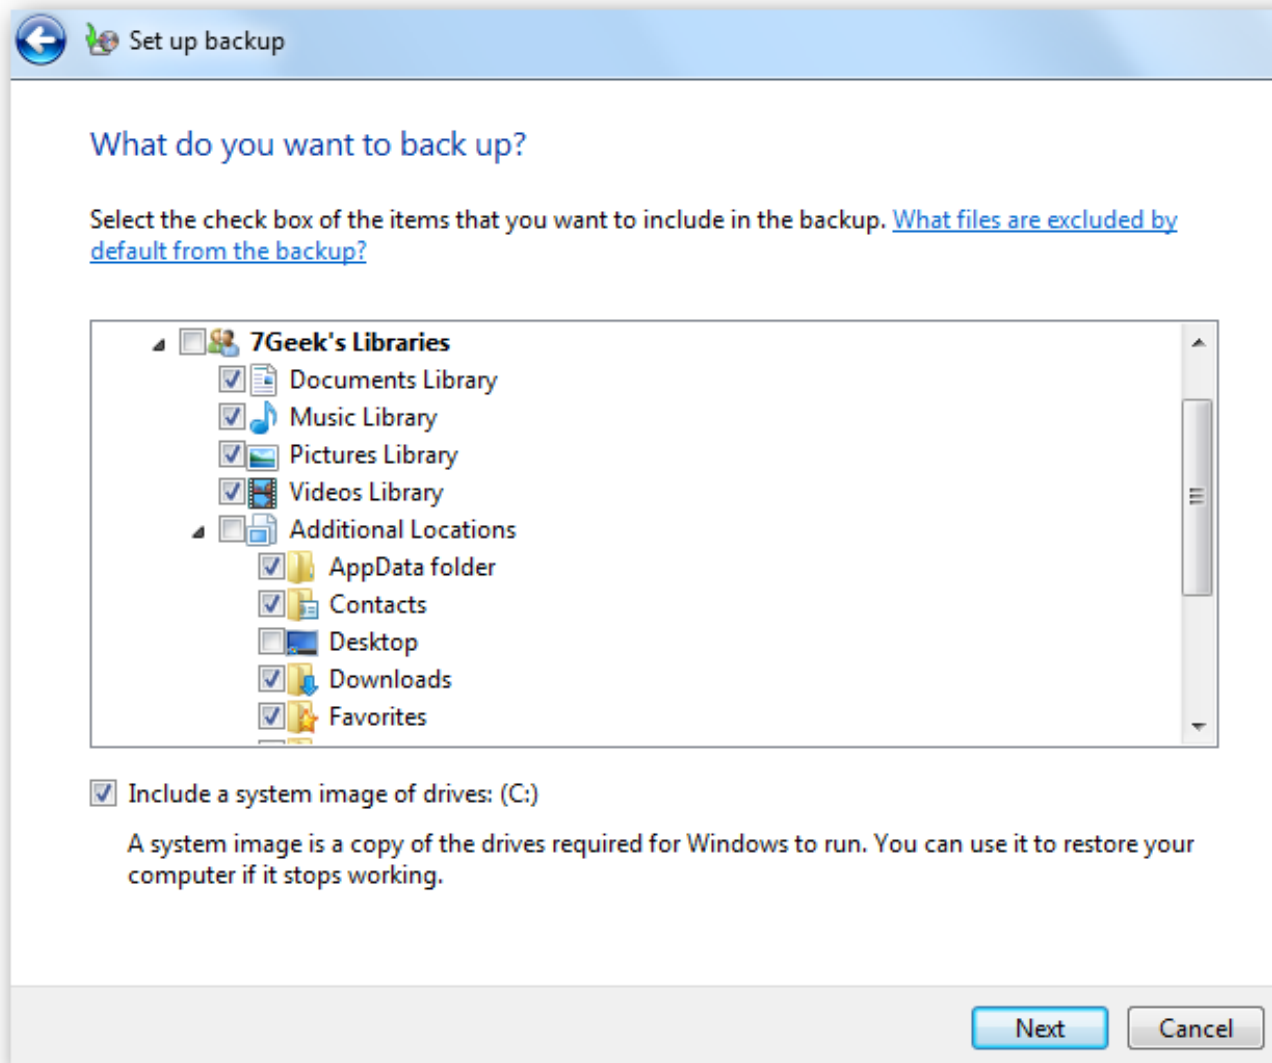 Set up backup
What do you want to back up?
Select the check box of the items that you want to include in the backup. What files are excluded by
default from the backup?
7Geek's Libraries
Documents Library
Music Library
Pictures Library
Videos Library
Additional Locations
AppData folder
Contacts
Desktop
Downloads
Favorites
Include a system image of drives: (C:)
A system image is a copy of the drives required for Windows to run. You can use it to restore your
computer if it stops working.
Next Cancel